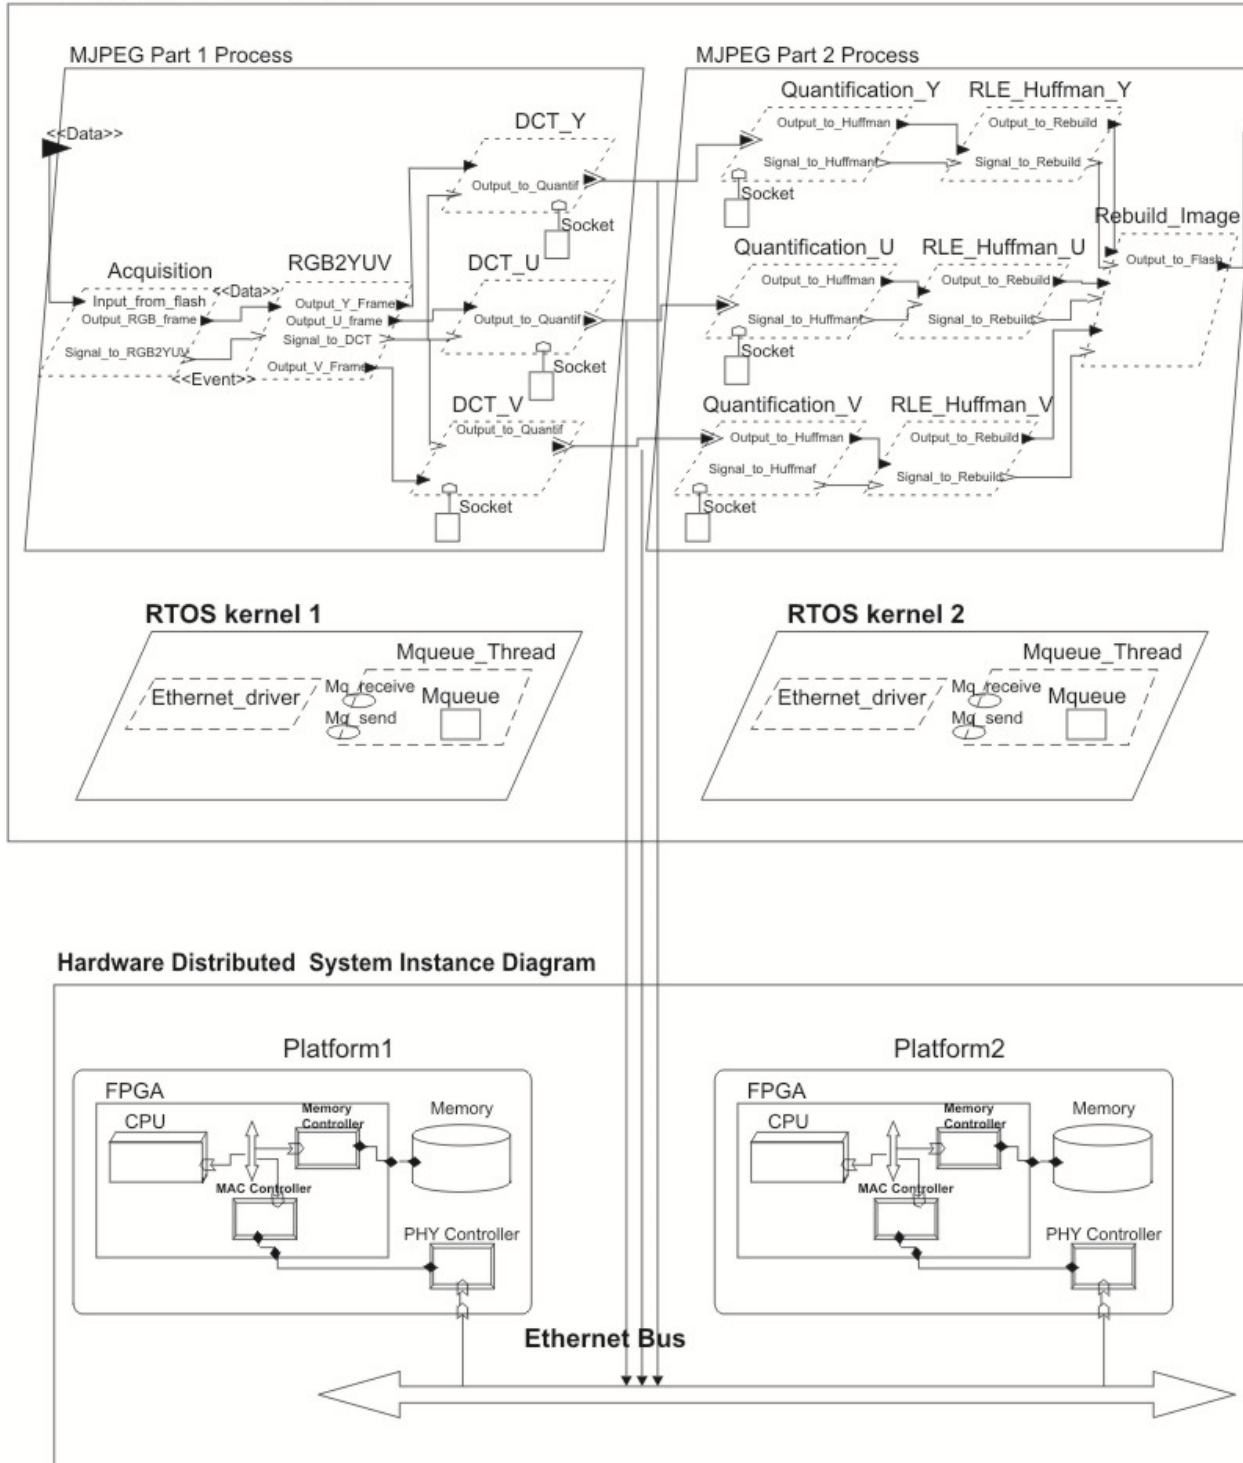 MJPEG Part 1 Process
MJPEG Part 2 Process
<<Data>>
DCT_Y
Output_to_Quantif
Socket
Acquisition
Input_from_flash
Output_RGB_frame
Signal_to_RGB2YUV
<<Data>>
<<Event>>
RGB2YUV
Output_Y_Frame
Output_U_frame
Signal_to_DCT
Output_V_Frame
DCT_U
Output_to_Quantif
Socket
DCT_V
Output_to_Quantif
Socket
Quantification_Y
Output_to_Huffman
Signal_to_Huffman
Socket
RLE_Huffman_Y
Output_to_Rebuild
Signal_to_Rebuild
Rebuild_Image
Output_to_Flash
Quantification_U
Output_to_Huffman
Signal_to_Huffman
Socket
RLE_Huffman_U
Output_to_Rebuild
Signal_to_Rebuild
Quantification_V
Output_to_Huffman
Signal_to_Huffmaf
Socket
RLE_Huffman_V
Output_to_Rebuild
Signal_to_Rebuild
RTOS kernel 1
Mqueue_Thread
Ethernet_driver
Mq_receive
Mq_send
Mqueue
RTOS kernel 2
Mqueue_Thread
Ethernet_driver
Mq_receive
Mq_send
Mqueue
Hardware Distributed System Instance Diagram
Platform1
FPGA
CPU
Memory
Controller
Memory
MAC Controller
PHY Controller
Platform2
FPGA
CPU
Memory
Controller
Memory
MAC Controller
PHY Controller
Ethernet Bus